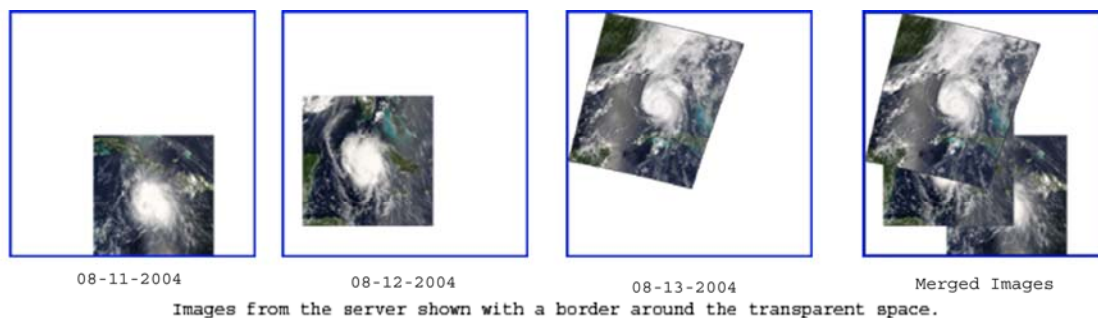 08-11-2004
08-12-2004
08-13-2004
Merged Images
Images from the server shown with a border around the transparent space.